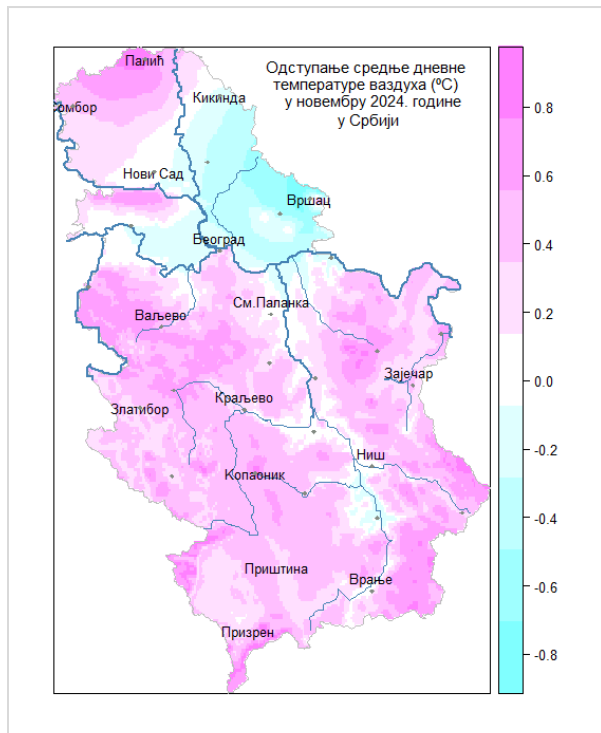 Одступање средње дневне
температуре ваздуха (ºC)
у новембру 2024. године
у Србији
Палић
Кикинда
омбор
Нови Сад
Вршац
Београд
См.Паланка
Ваљево
Зајечар
Златибор
Краљево
Ниш
Копаоник
Приштина
Врање
Призрен
0.8
0.6
0.4
0.2
0.0
-0.2
-0.4
-0.6
-0.8